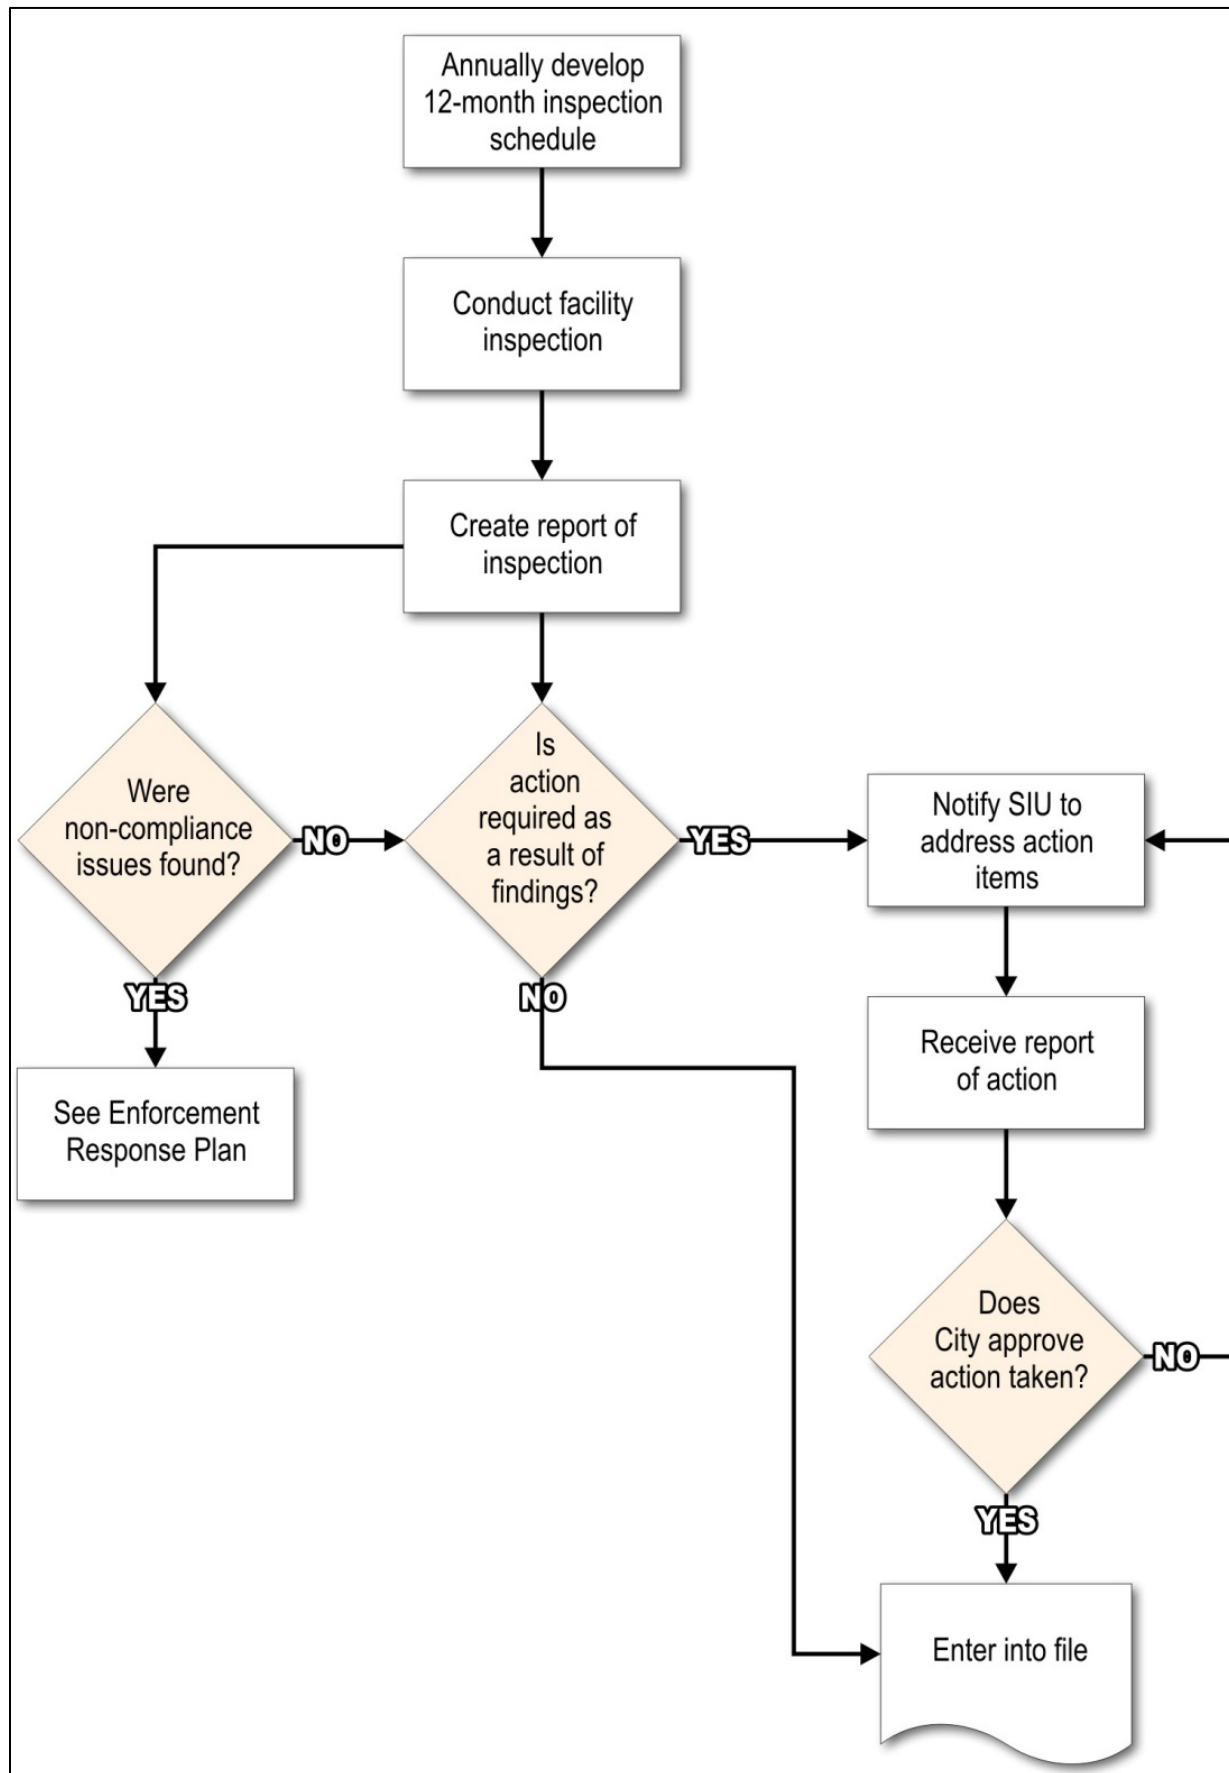 Annually develop
12-month inspection
schedule
Conduct facility
inspection
Create report of
inspection
Were
non-compliance
issues found?
NO
YES
See Enforcement
Response Plan
Is
action
required as
a result of
findings?
YES
NO
Notify SIU to
address action
items
Receive report
of action
Does
City approve
action taken?
NO
YES
Enter into file